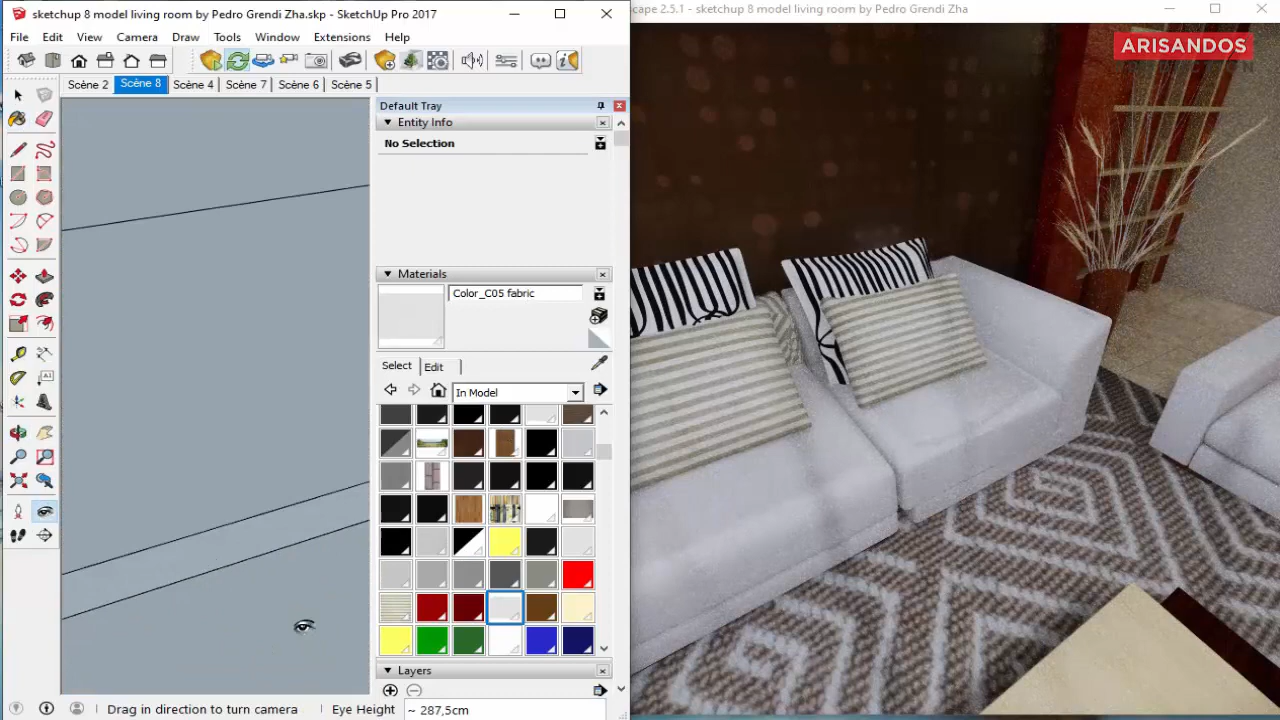 sketchup 8 model living room by Pedro Grendi Zha.skp - SketchUp Pro 2017
scape 2.5.1 - sketchup 8 model living room by Pedro Grendi Zha
ARISANDOS
File Edit View Camera Draw Tools Window Extensions Help
Scène 2 Scène 8 Scène 4 Scène 7 Scène 6 Scène 5
Default Tray
Entity Info
No Selection
Materials
Color_C05 fabric
Select Edit
In Model
Layers
Drag in direction to turn camera Eye Height ~ 287,5cm